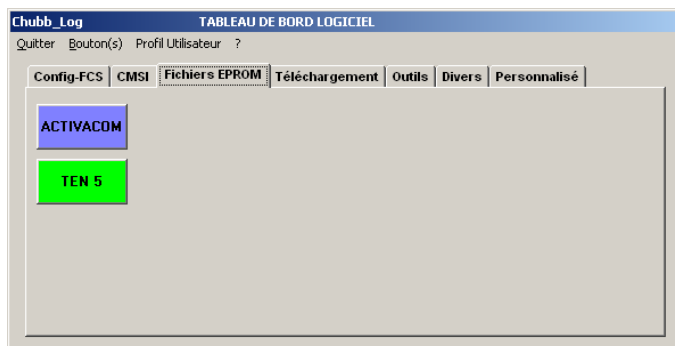 Chubb_Log TABLEAU DE BORD LOGICIEL
Quitter Bouton(s) Profil Utilisateur ?
Config-FCS CMSI Fichiers EPROM Téléchargement Outils Divers Personnalisé
ACTIVACOM
TEN 5